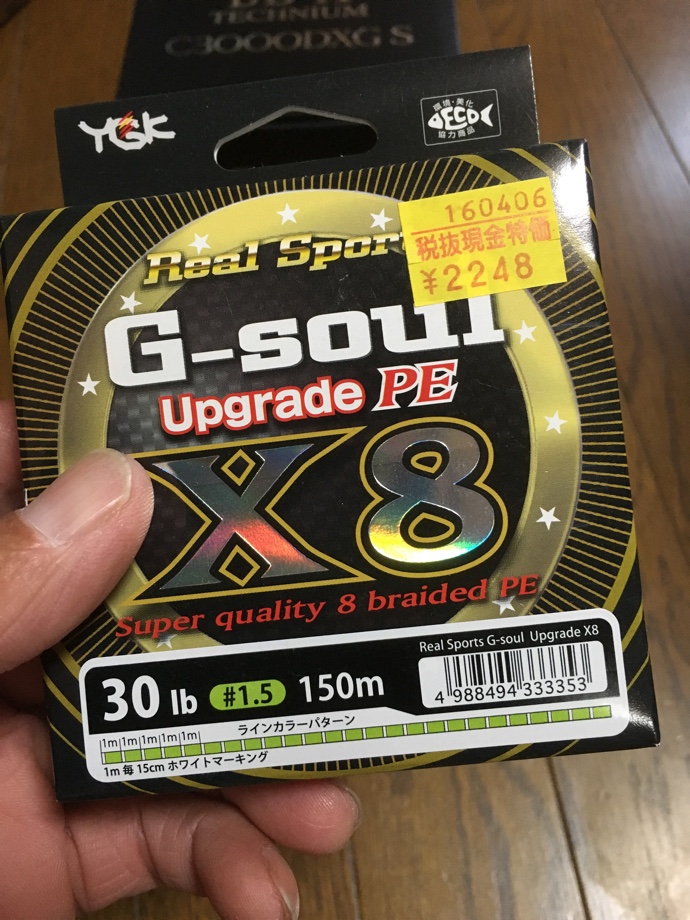 TECHNIUM
C3000DXG S
YGK
環境・美化
ECO
協力商品
160406
税抜現金特価
¥2248
Real Spor
G-soul
Upgrade PE
X8
Super quality 8 braided PE
Real Sports G-soul Upgrade X8
30 lb #1.5 150m
4 988494 333353
ラインカラーパターン
1m 1m 1m 1m 1m
1m 毎 15cm ホワイトマーキング